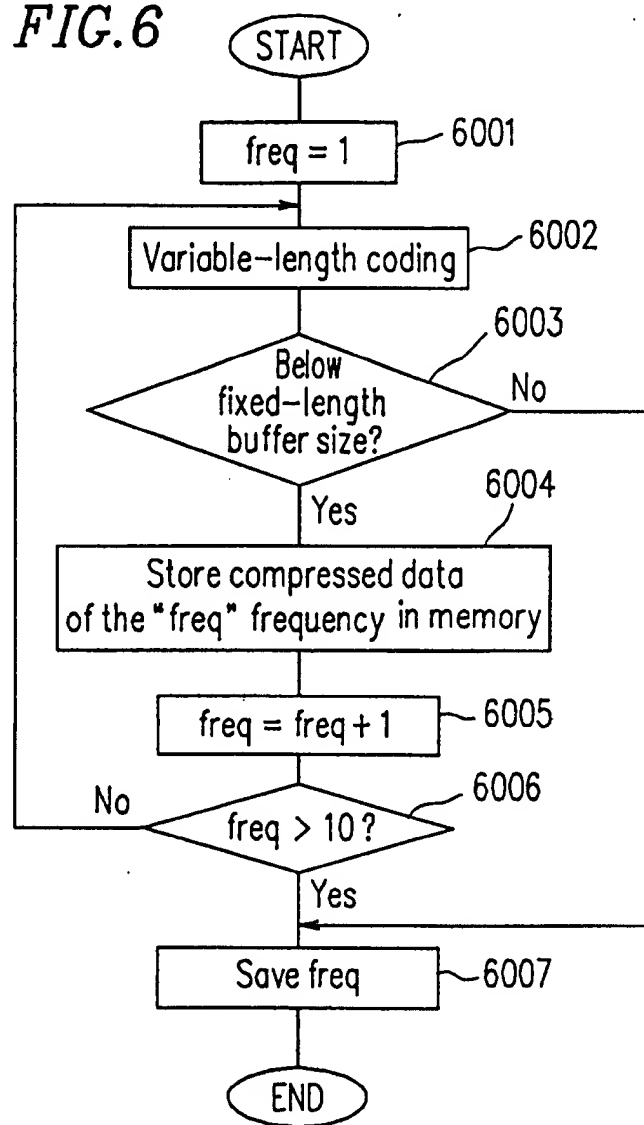 FIG.6
START
freq = 1
6001
Variable-length coding
6002
Below
fixed-length
buffer size?
6003
No
Yes
6004
Store compressed data
of the "freq" frequency in memory
freq = freq + 1
6005
No
freq > 10 ?
6006
Yes
Save freq
6007
END